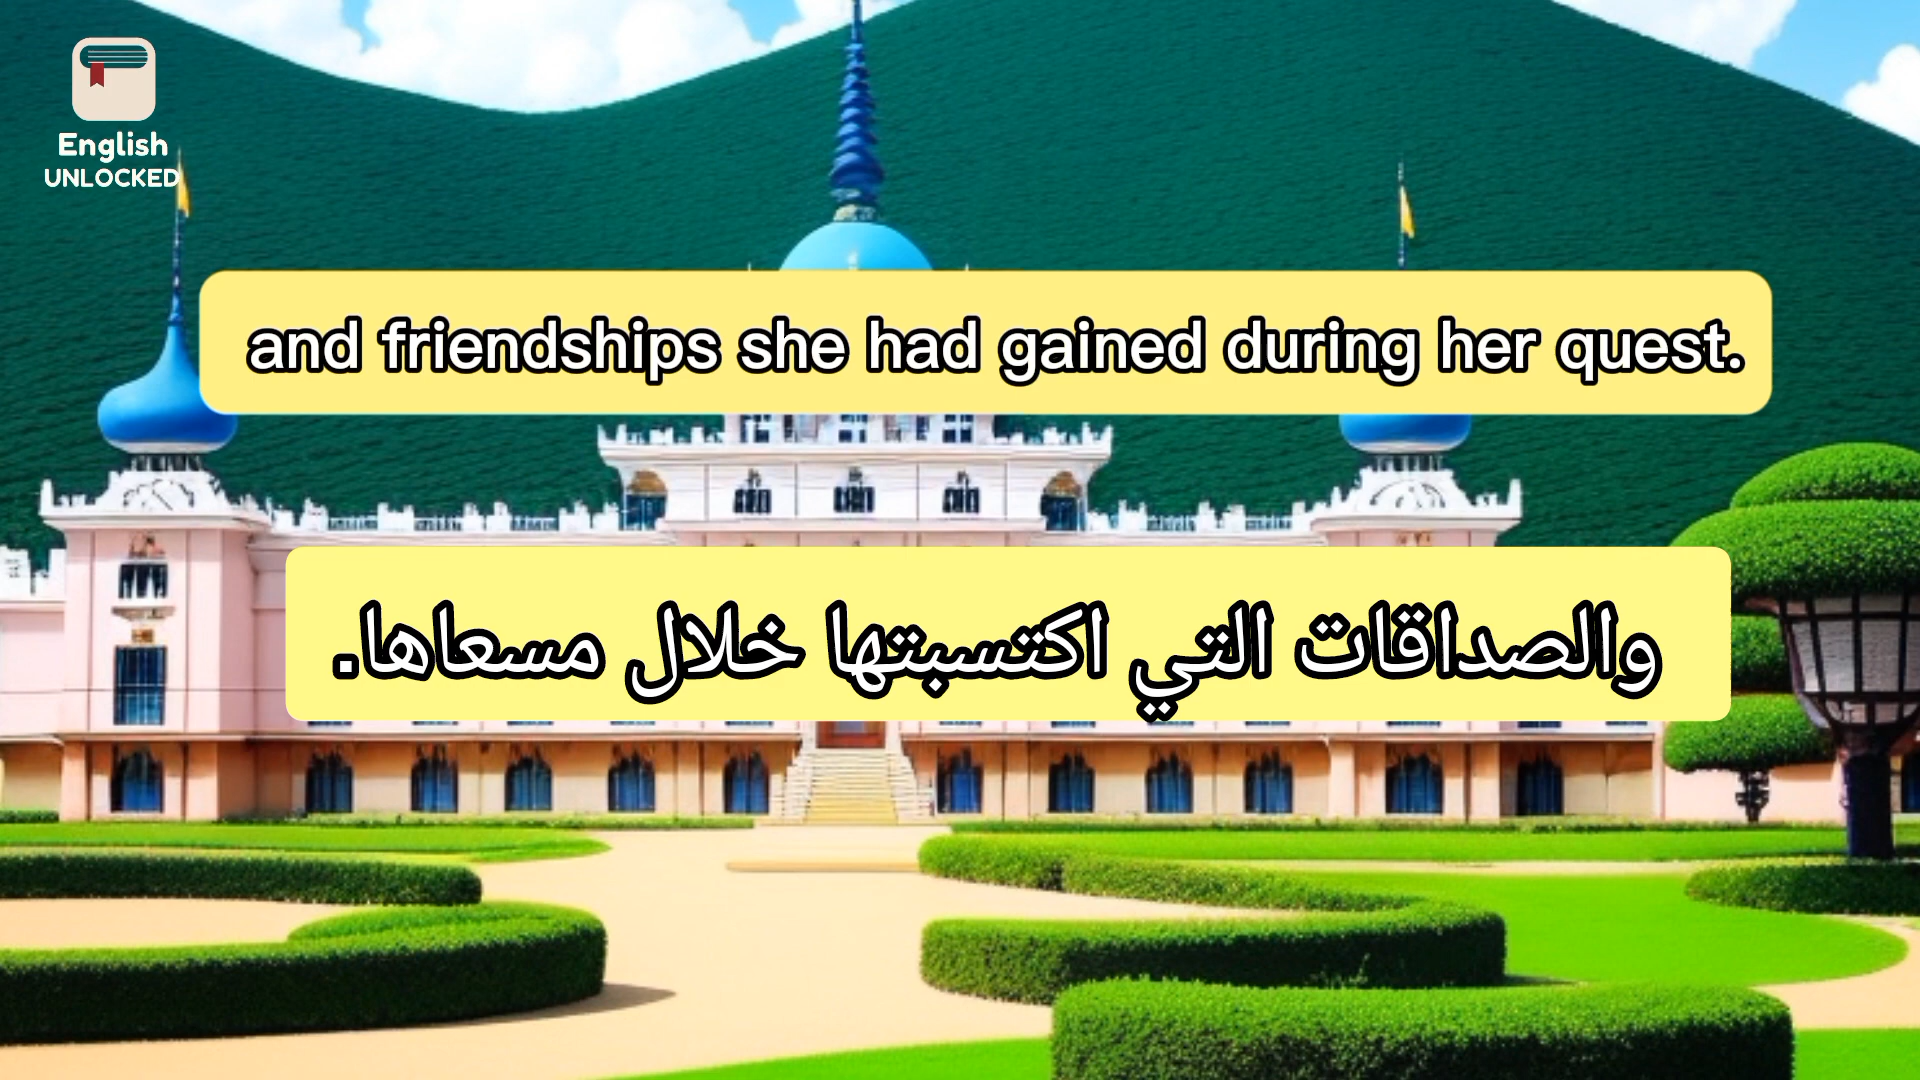 English
UNLOCKED
and friendships she had gained during her quest.
والصداقات التي اكتسبتها خلال مسعاها.